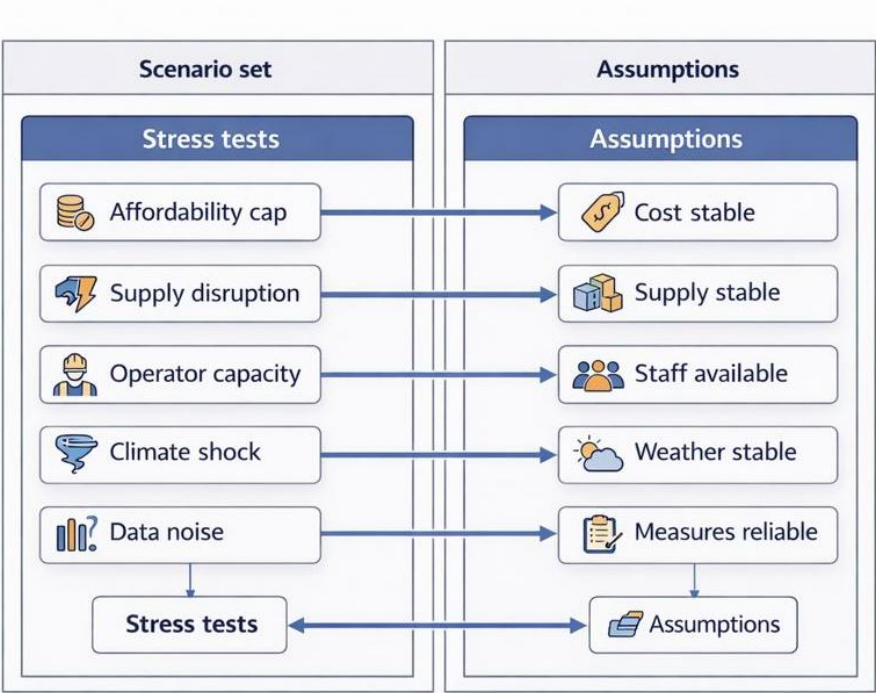 Scenario set
Assumptions
Stress tests
Assumptions
Affordability cap
Cost stable
Supply disruption
Supply stable
Operator capacity
Staff available
Climate shock
Weather stable
Data noise
Measures reliable
Stress tests
Assumptions